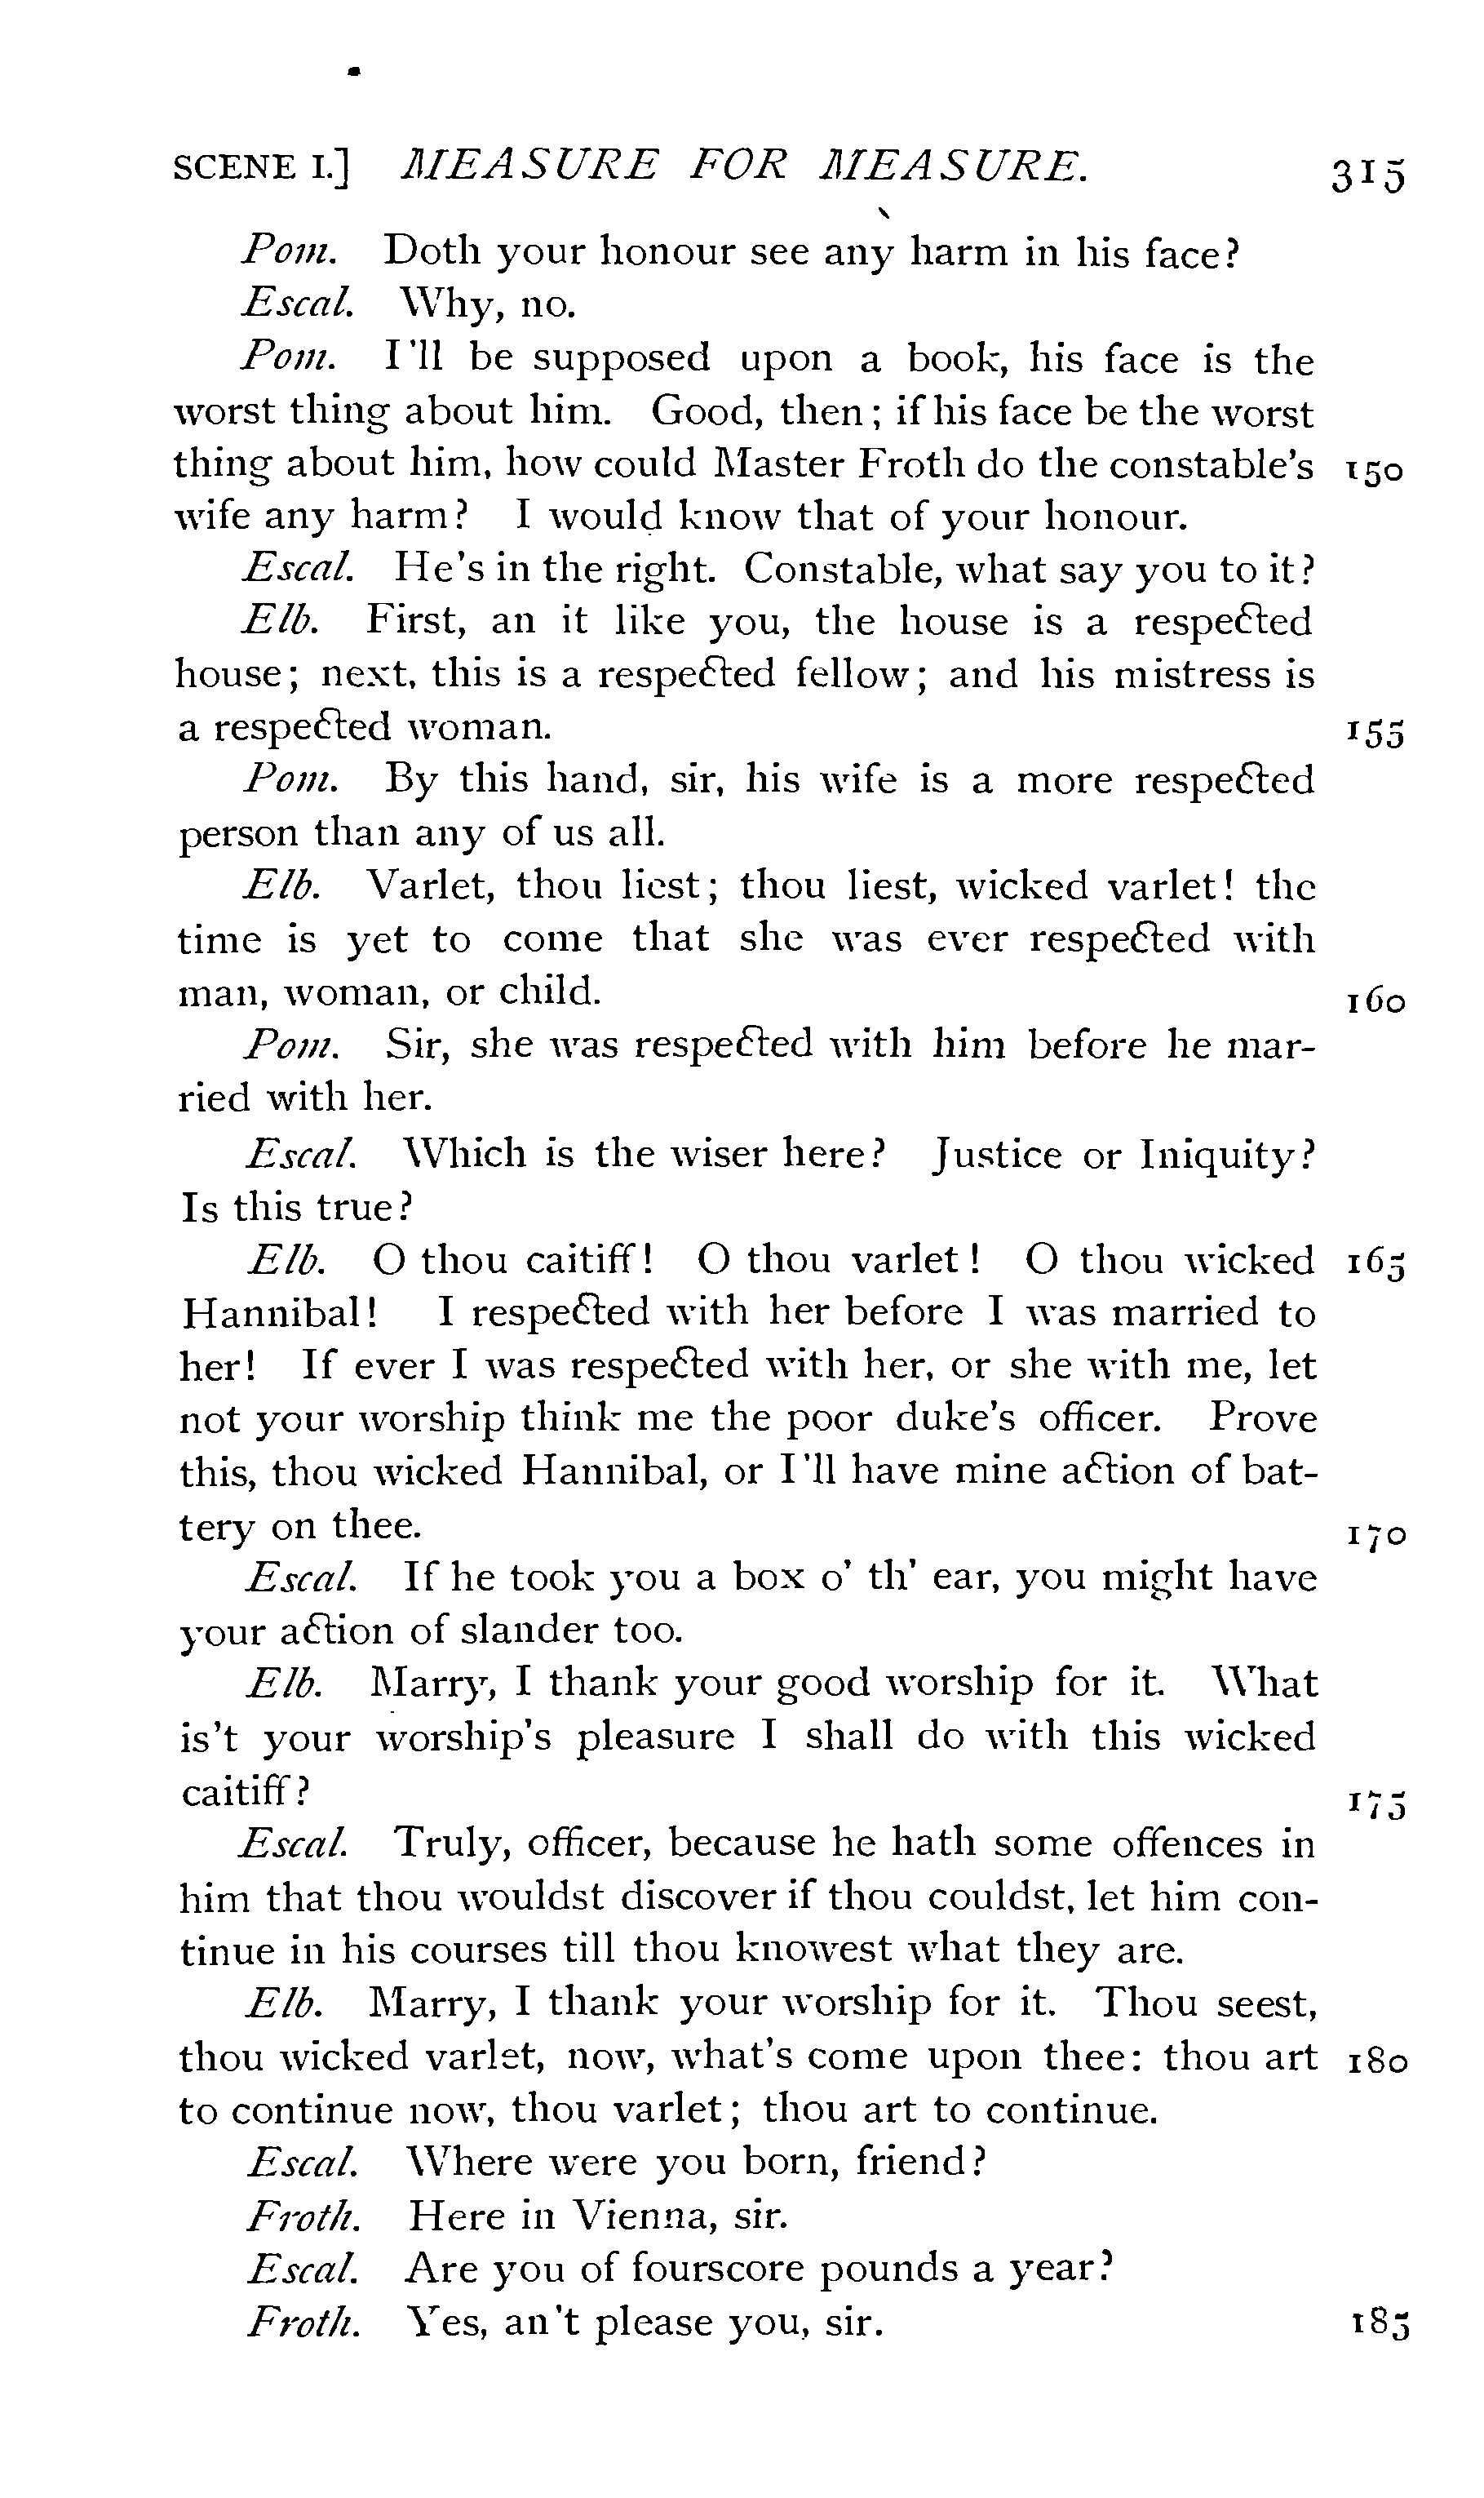 SCENE I.] MEASURE FOR MEASURE. 315
Pom. Doth your honour see any harm in his face?
Escal. Why, no.
Pom. I'll be supposed upon a book, his face is the
worst thing about him. Good, then; if his face be the worst
thing about him, how could Master Froth do the constable's 150
wife any harm? I would know that of your honour.
Escal. He's in the right. Constable, what say you to it?
Elb. First, an it like you, the house is a respected
house; next, this is a respected fellow; and his mistress is
a respected woman. 155
Pom. By this hand, sir, his wife is a more respected
person than any of us all.
Elb. Varlet, thou liest; thou liest, wicked varlet! the
time is yet to come that she was ever respected with
man, woman, or child. 160
Pom. Sir, she was respected with him before he mar-
ried with her.
Escal. Which is the wiser here? Justice or Iniquity?
Is this true?
Elb. O thou caitiff! O thou varlet! O thou wicked 165
Hannibal! I respected with her before I was married to
her! If ever I was respected with her, or she with me, let
not your worship think me the poor duke's officer. Prove
this, thou wicked Hannibal, or I'll have mine action of bat-
tery on thee. 170
Escal. If he took you a box o' th' ear, you might have
your action of slander too.
Elb. Marry, I thank your good worship for it. What
is't your worship's pleasure I shall do with this wicked
caitiff? 175
Escal. Truly, officer, because he hath some offences in
him that thou wouldst discover if thou couldst, let him con-
tinue in his courses till thou knowest what they are.
Elb. Marry, I thank your worship for it. Thou seest,
thou wicked varlet, now, what's come upon thee: thou art 180
to continue now, thou varlet; thou art to continue.
Escal. Where were you born, friend?
Froth. Here in Vienna, sir.
Escal. Are you of fourscore pounds a year?
Froth. Yes, an't please you, sir. 185